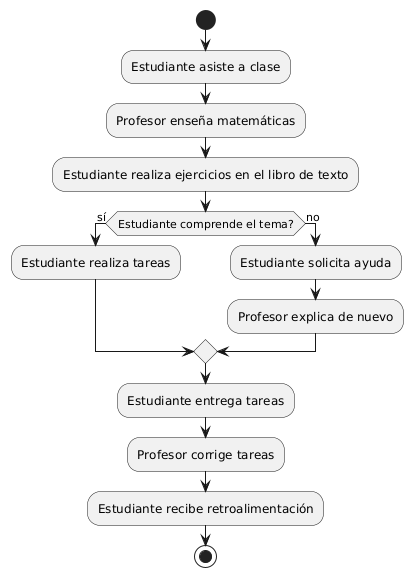 Estudiante asiste a clase
Profesor enseña matemáticas
Estudiante realiza ejercicios en el libro de texto
sí
Estudiante comprende el tema?
no
Estudiante realiza tareas
Estudiante solicita ayuda
Profesor explica de nuevo
Estudiante entrega tareas
Profesor corrige tareas
Estudiante recibe retroalimentación